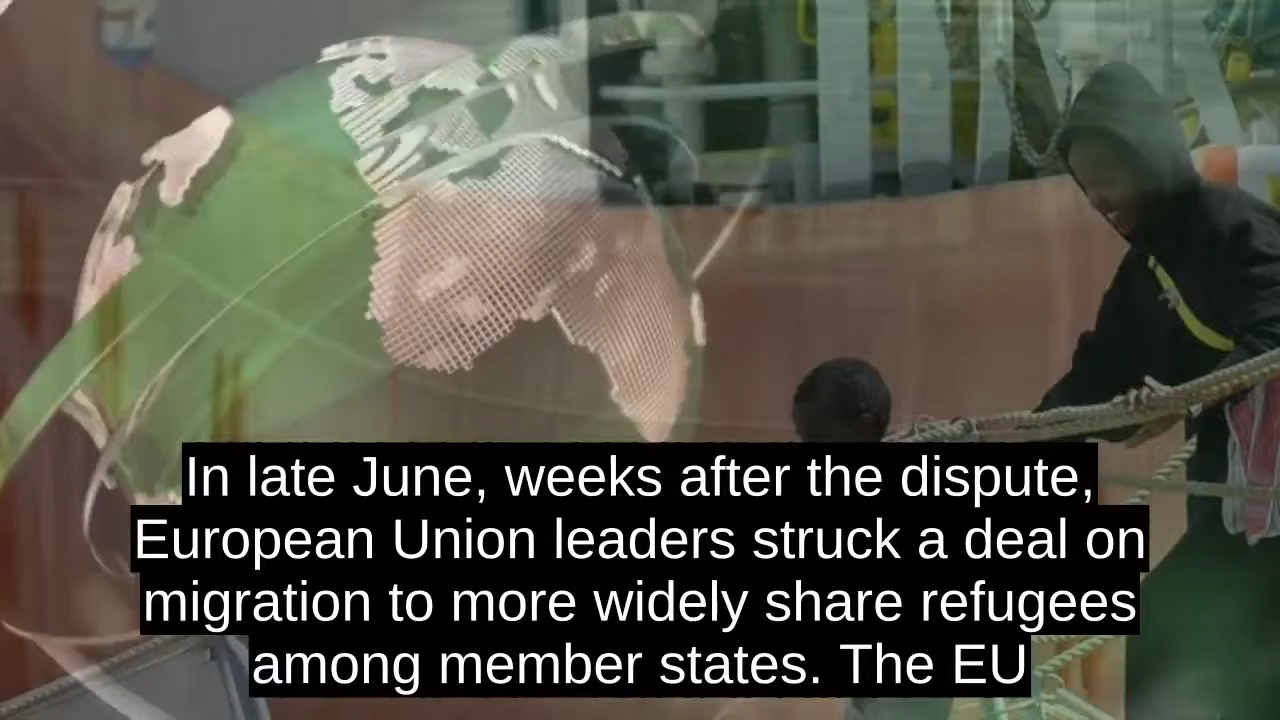 In late June, weeks after the dispute,
European Union leaders struck a deal on
migration to more widely share refugees
among member states. The EU